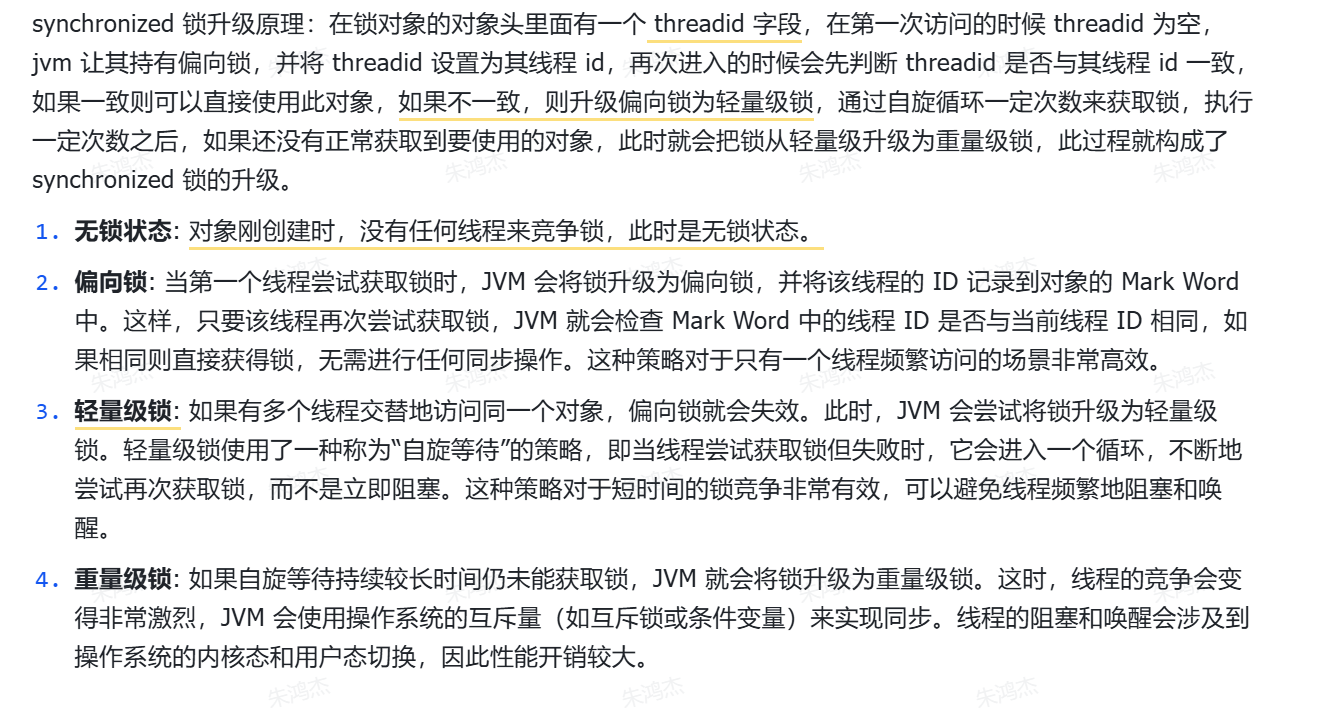 synchronized 锁升级原理：在锁对象的对象头里面有一个 threadid 字段，在第一次访问的时候 threadid 为空，
jvm 让其持有偏向锁，并将 threadid 设置为其线程 id，再次进入的时候会先判断 threadid 是否与其线程 id 一致，
如果一致则可以直接使用此对象，如果不一致，则升级偏向锁为轻量级锁，通过自旋循环一定次数来获取锁，执行
一定次数之后，如果还没有正常获取到要使用的对象，此时就会把锁从轻量级升级为重量级锁，此过程就构成了
synchronized 锁的升级。
1. 无锁状态: 对象刚创建时，没有任何线程来竞争锁，此时是无锁状态。
2. 偏向锁: 当第一个线程尝试获取锁时，JVM 会将锁升级为偏向锁，并将该线程的 ID 记录到对象的 Mark Word
中。这样，只要该线程再次尝试获取锁，JVM 就会检查 Mark Word 中的线程 ID 是否与当前线程 ID 相同，如
果相同则直接获得锁，无需进行任何同步操作。这种策略对于只有一个线程频繁访问的场景非常高效。
3. 轻量级锁: 如果有多个线程交替地访问同一个对象，偏向锁就会失效。此时，JVM 会尝试将锁升级为轻量级
锁。轻量级锁使用了一种称为“自旋等待”的策略，即当线程尝试获取锁但失败时，它会进入一个循环，不断地
尝试再次获取锁，而不是立即阻塞。这种策略对于短时间的锁竞争非常有效，可以避免线程频繁地阻塞和唤
醒。
4. 重量级锁: 如果自旋等待持续较长时间仍未能获取锁，JVM 就会将锁升级为重量级锁。这时，线程的竞争会变
得非常激烈，JVM 会使用操作系统的互斥量（如互斥锁或条件变量）来实现同步。线程的阻塞和唤醒会涉及到
操作系统的内核态和用户态切换，因此性能开销较大。
朱鸿杰 朱鸿杰 朱鸿杰